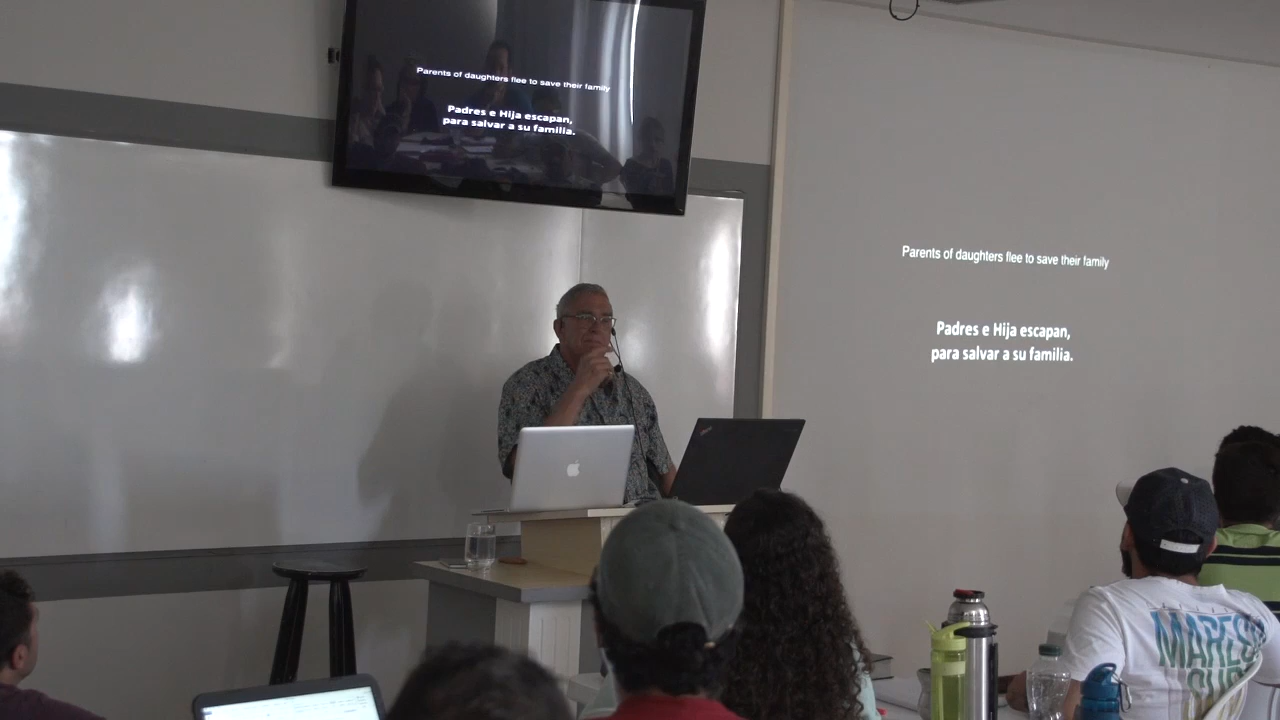 Parents of daughters flee to save their family
Padres e Hija escapan,
para salvar a su familia.
Parents of daughters flee to save their family
Padres e Hija escapan,
para salvar a su familia.